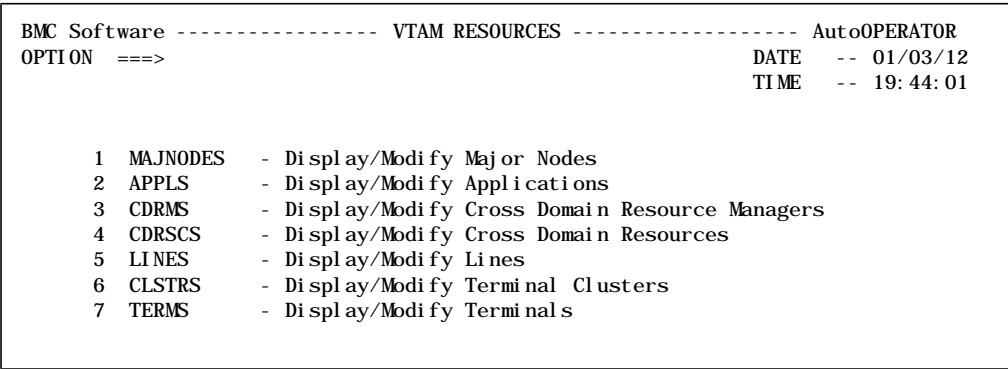 BMC Software ----------------- VTAM RESOURCES ------------------- AutoOPERATOR
OPTION ===> DATE -- 01/03/12
TIME -- 19:44:01
1 MAJNODES - Display/Modify Major Nodes
2 APPLS - Display/Modify Applications
3 CDRMS - Display/Modify Cross Domain Resource Managers
4 CDRSCS - Display/Modify Cross Domain Resources
5 LINES - Display/Modify Lines
6 CLSTRS - Display/Modify Terminal Clusters
7 TERMS - Display/Modify Terminals